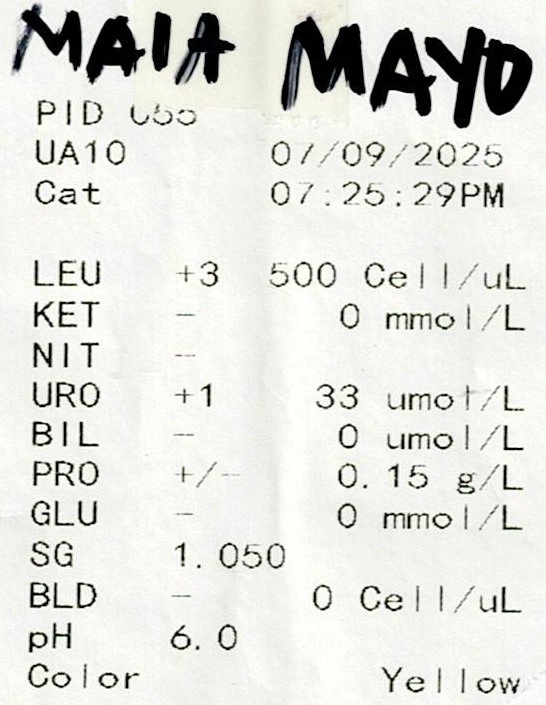 MAIA MAYO
PID 055
UA10 07/09/2025
Cat 07:25:29PM
LEU +3 500 Cell/uL
KET - 0 mmol/L
NIT -
URO +1 33 umol/L
BIL - 0 umol/L
PRO +/- 0.15 g/L
GLU - 0 mmol/L
SG 1.050
BLD - 0 Cell/uL
pH 6.0
Color Yellow